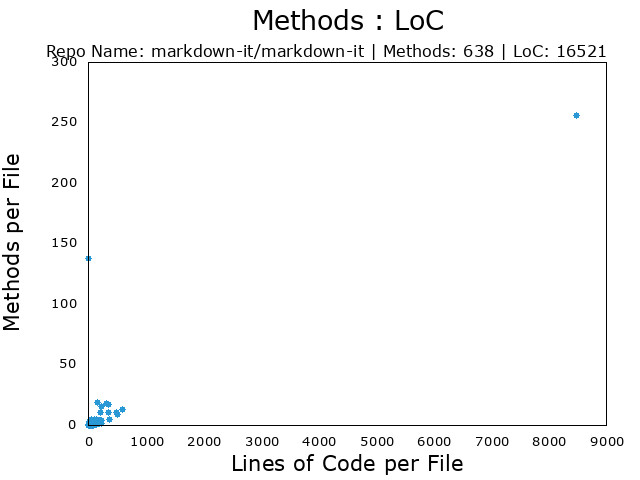 Methods : LoC
Repo Name: markdown-it/markdown-it | Methods: 638 | LoC: 16521
300
250
200
150
100
50
0
Methods per File
0 1000 2000 3000 4000 5000 6000 7000 8000 9000
Lines of Code per File